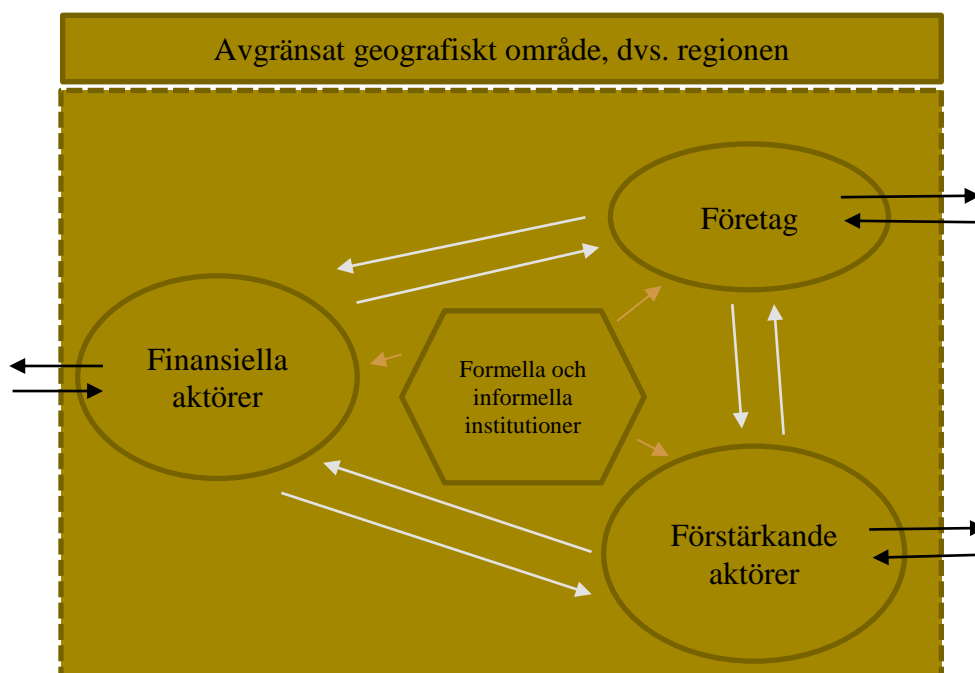 Avgränsat geografiskt område, dvs. regionen
Företag
Finansiella
aktörer
Formella och
informella
institutioner
Förstärkande
aktörer